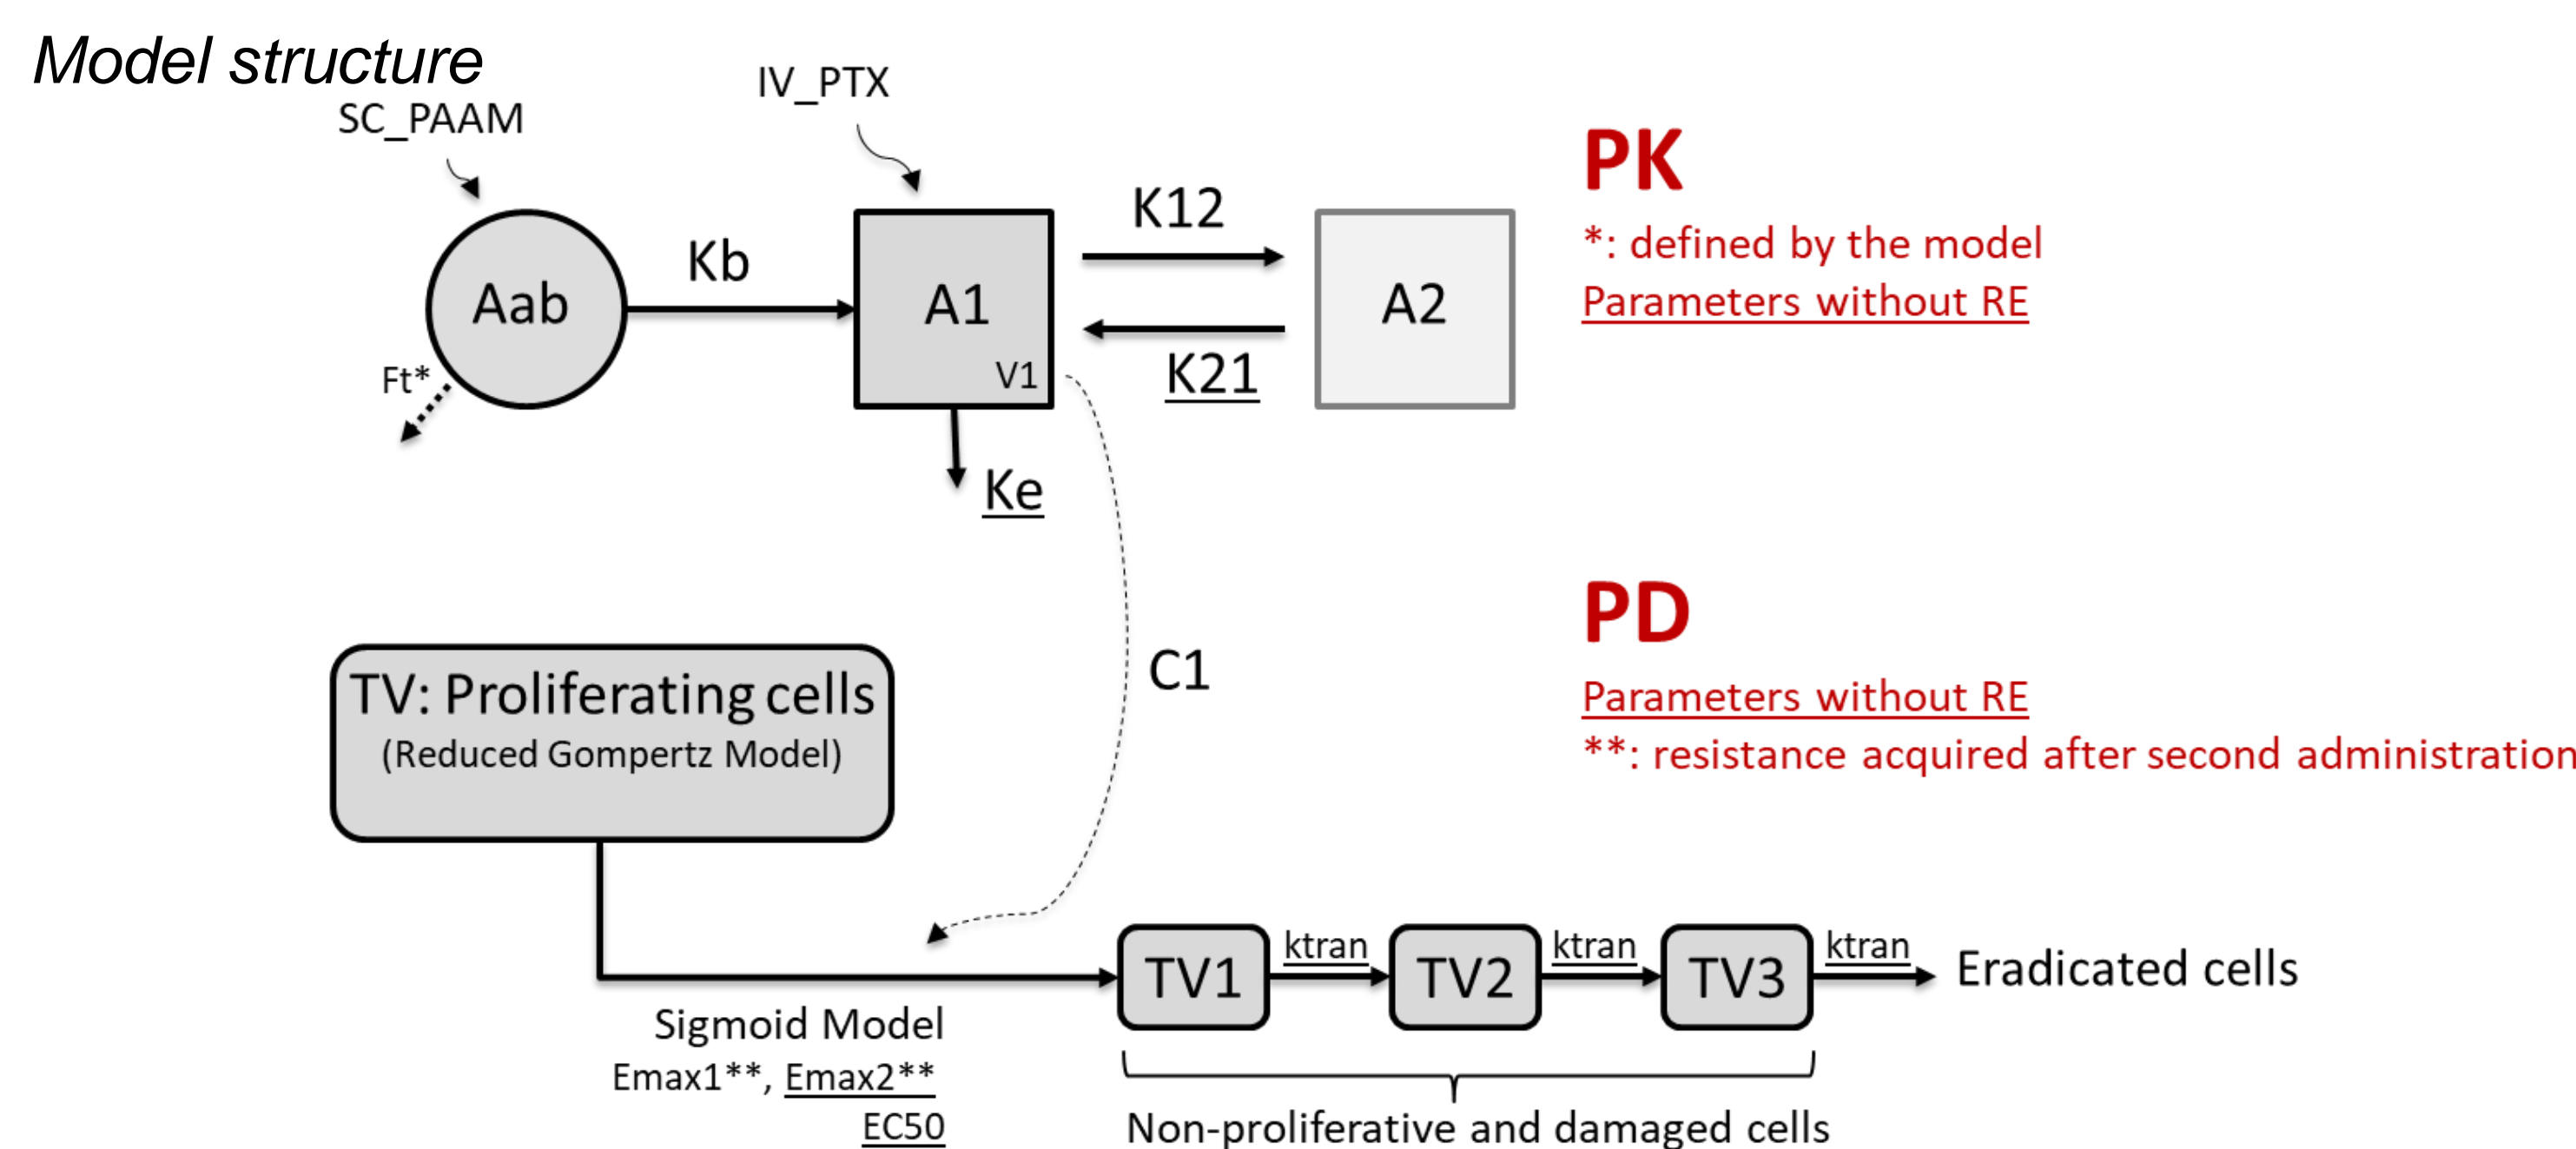 Model structure
SC_PAAM
IV_PTX
Aab
Kb
A1
V1
K12
K21
A2
Ft*
Ke
PK
*: defined by the model
Parameters without RE
C1
PD
Parameters without RE
**: resistance acquired after second administration
TV: Proliferating cells
(Reduced Gompertz Model)
Sigmoid Model
Emax1**, Emax2**
EC50
TV1
ktran
TV2
ktran
TV3
ktran
Eradicated cells
Non-proliferative and damaged cells